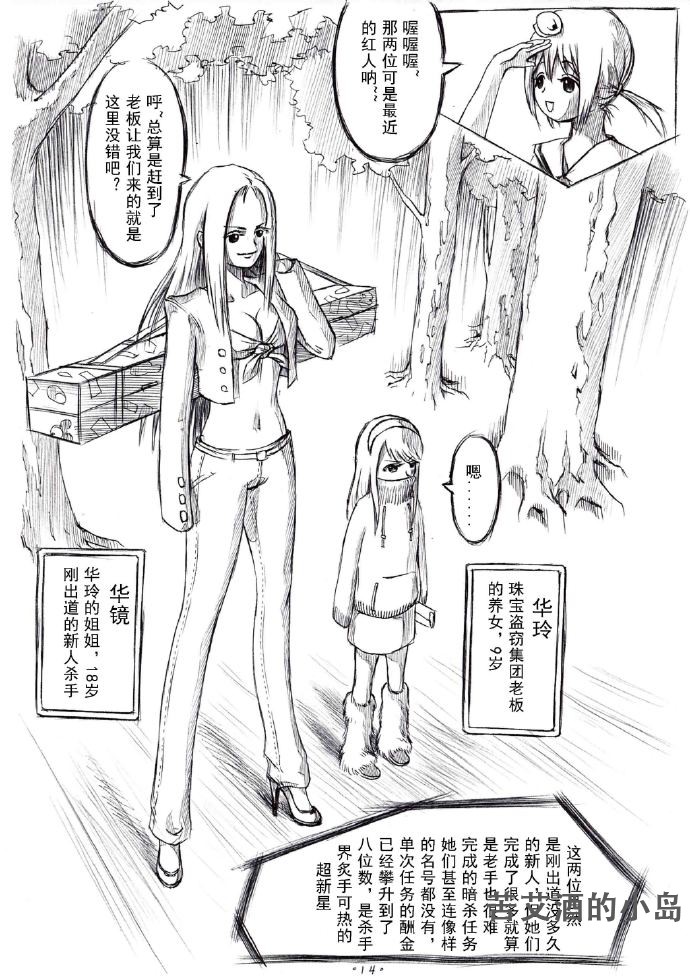 喔喔喔~
那两位可是最近
的红人呐~~
呼~总算是赶到了
老板让我们来的就是
这里没错吧？
嗯......
华镜
华玲的姐姐，18岁
刚出道的新人杀手
华玲
珠宝盗窃集团老板
的养女，9岁
这两位虽然
是刚出道没多久
的新人，但她们
完成了很多就算
是老手也很难
完成的暗杀任务
她们甚至连像样
的名号都没有，
单次任务的酬金
已经攀升到了
八位数，是杀手
界炙手可热的
超新星
苦艾酒的小岛
·14·